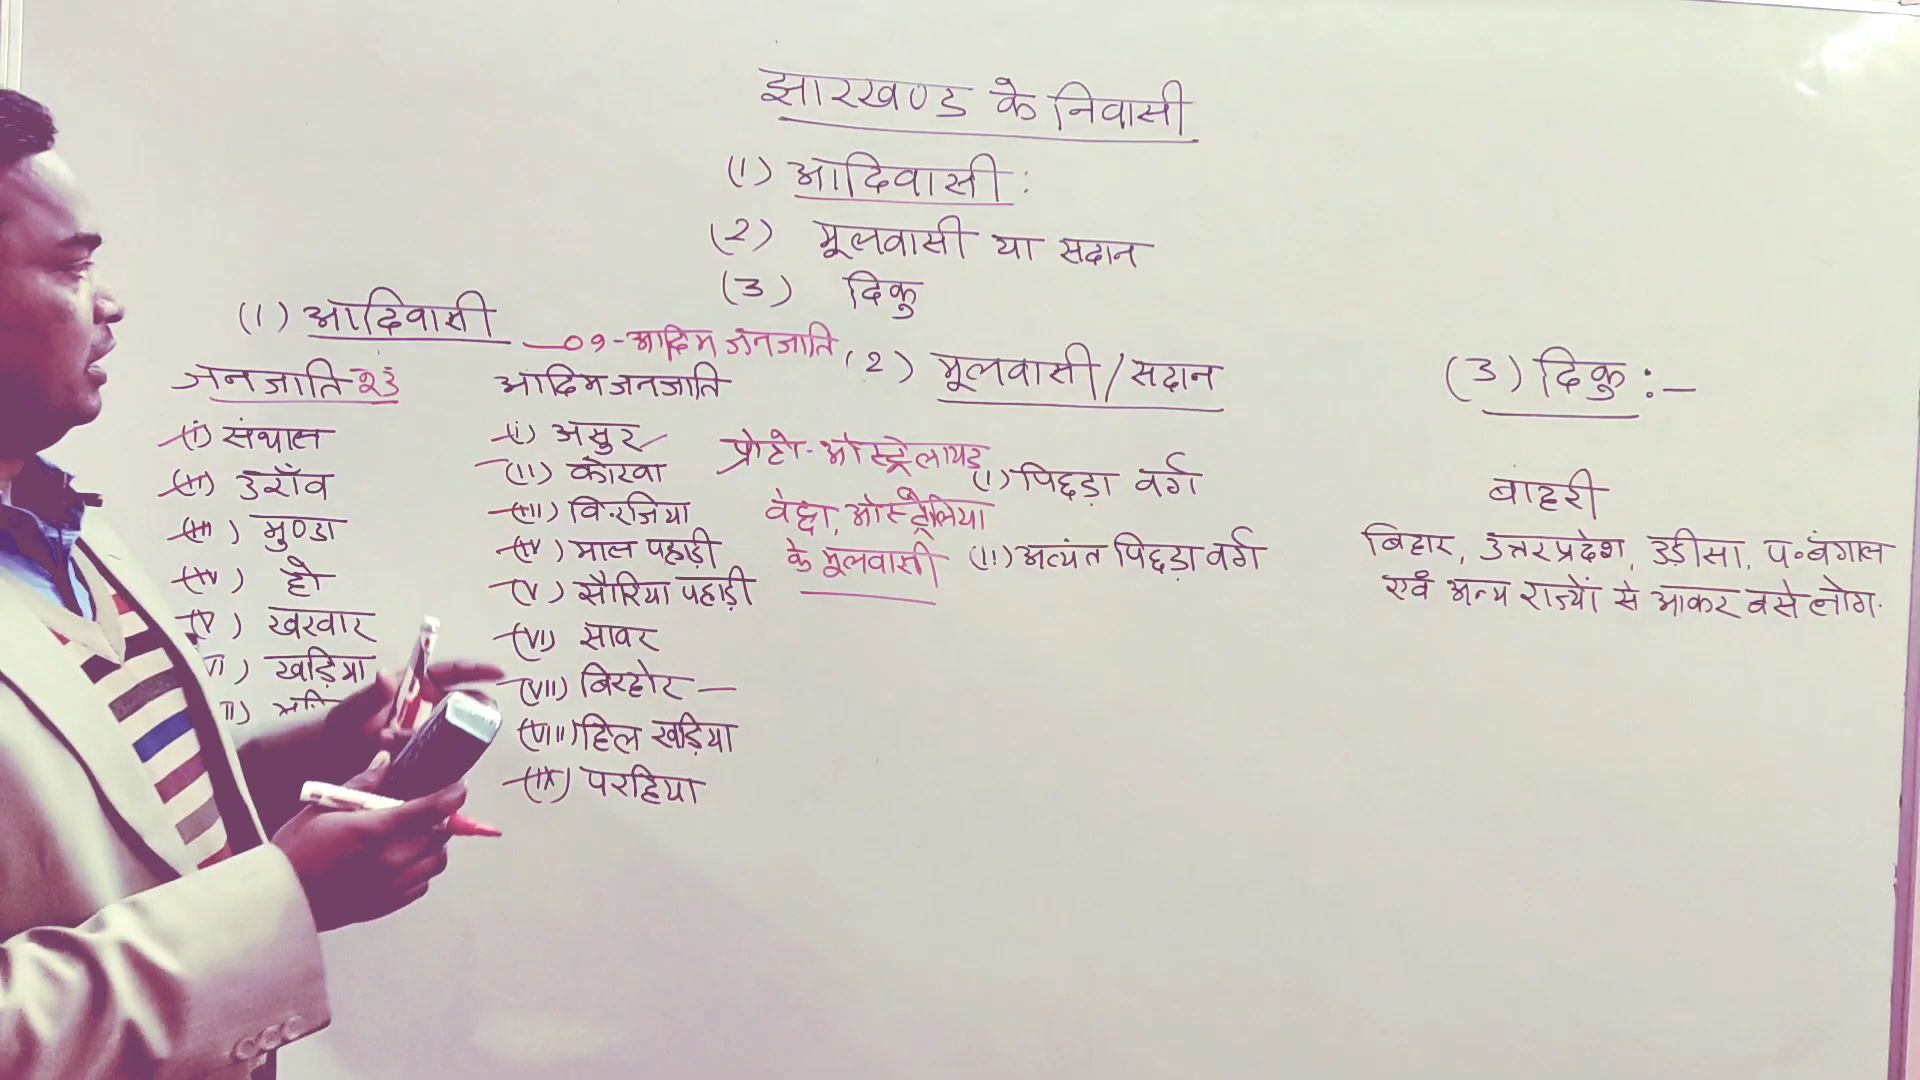 झारखण्ड के निवासी
(1) आदिवासी :
(2) मूलवासी या सदान
(3) दिकु
(1) आदिवासी
09-आदिम जनजाति
जनजाति 23
(i) संथाल
(ii) उराँव
(iii) मुण्डा
(iv) हो
(v) खरवार
(vi) खड़िया
आदिम जनजाति
(i) असुर
(ii) कोरवा
(iii) विरजिया
(iv) माल पहाड़ी
(v) सौरिया पहाड़ी
(vi) सावर
(vii) बिरहोर
(viii) हिल खड़िया
(ix) परहिया
प्रोटो-ऑस्ट्रेलायड
वेद्दा, ऑस्ट्रेलिया
के मूलवासी
(2) मूलवासी/सदान
(i) पिछड़ा वर्ग
(ii) अत्यंत पिछड़ा वर्ग
(3) दिकु :-
बाहरी
बिहार, उत्तरप्रदेश, उड़ीसा, प॰ बंगाल
एवं अन्य राज्यों से आकर बसे लोग.